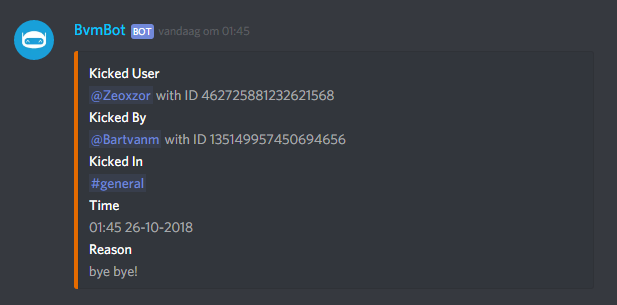 BvmBot BOT vandaag om 01:45
Kicked User
@Zeoxzor with ID 462725881232621568
Kicked By
@Bartvanm with ID 135149957450694656
Kicked In
#general
Time
01:45 26-10-2018
Reason
bye bye!